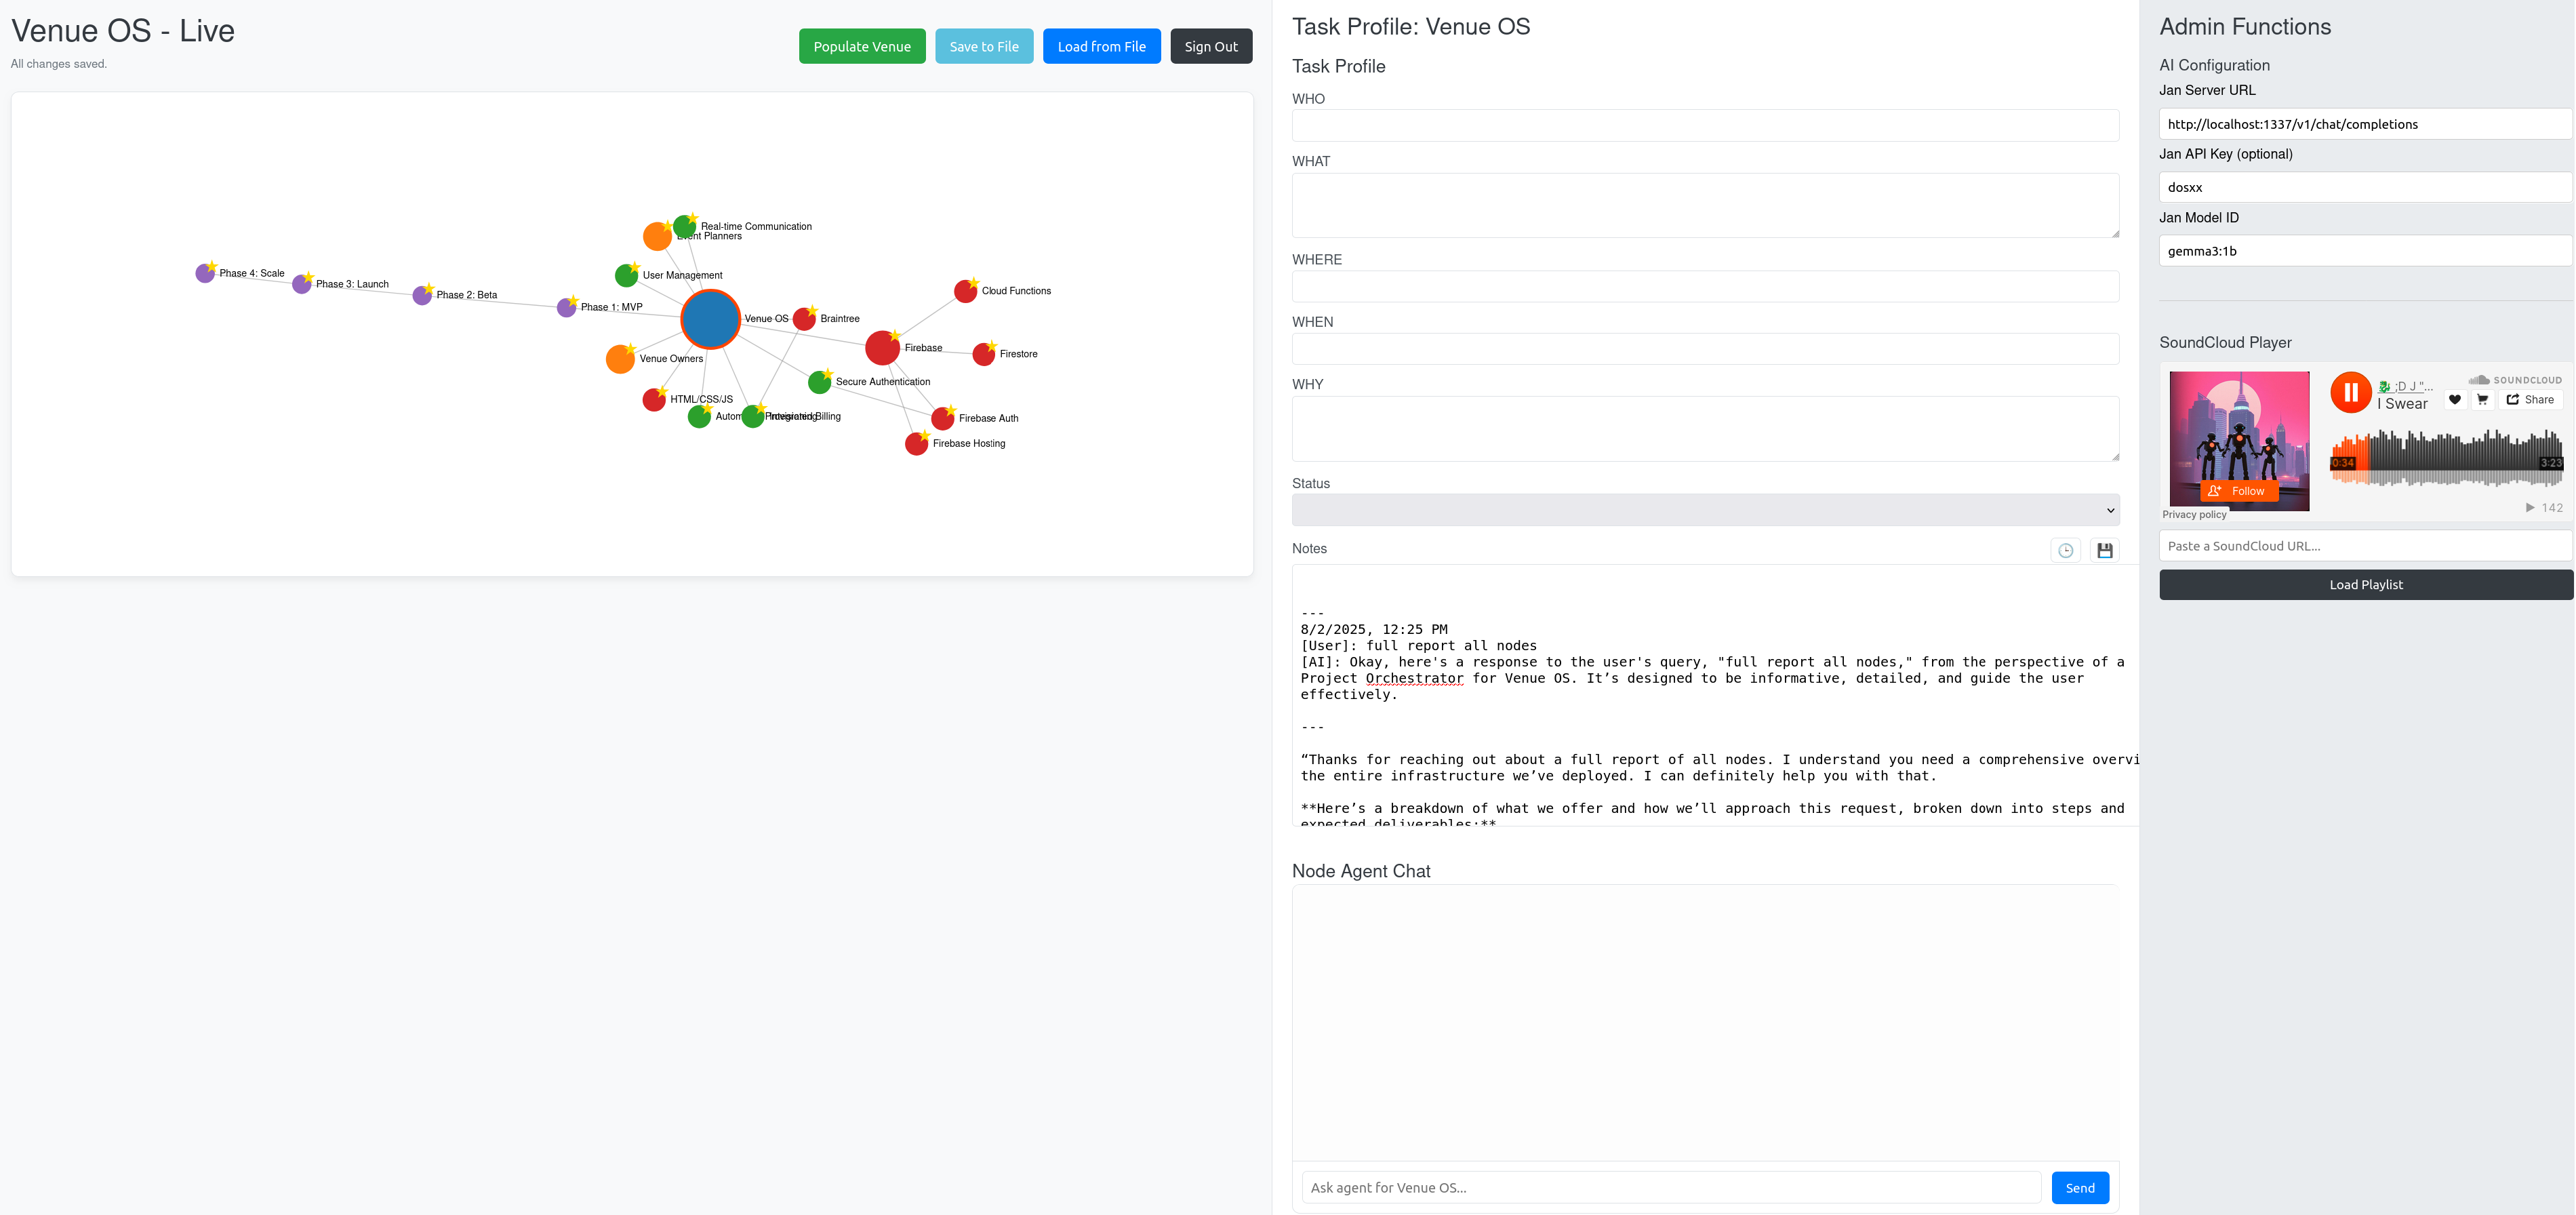 Venue OS - Live
All changes saved.
Populate Venue
Save to File
Load from File
Sign Out
Real-time Communication
Event Planners
User Management
Phase 4: Scale
Phase 3: Launch
Phase 2: Beta
Phase 1: MVP
Venue OS
Braintree
Cloud Functions
Firebase
Firestore
Venue Owners
Secure Authentication
HTML/CSS/JS
Provisioning
Billing
Firebase Auth
Firebase Hosting
Task Profile: Venue OS
Task Profile
WHO
WHAT
WHERE
WHEN
WHY
Status
Notes
---
8/2/2025, 12:25 PM
[User]: full report all nodes
[AI]: Okay, here's a response to the user's query, "full report all nodes," from the perspective of a
Project Orchestrator for Venue OS. It’s designed to be informative, detailed, and guide the user
effectively.
---
“Thanks for reaching out about a full report of all nodes. I understand you need a comprehensive overvi
the entire infrastructure we’ve deployed. I can definitely help you with that.
**Here’s a breakdown of what we offer and how we’ll approach this request, broken down into steps and
expected deliverables:**
Node Agent Chat
Ask agent for Venue OS...
Send
Admin Functions
AI Configuration
Jan Server URL
http://localhost:1337/v1/chat/completions
Jan API Key (optional)
dosxx
Jan Model ID
gemma3:1b
SoundCloud Player
;D J "...
SOUNDCLOUD
I Swear
Share
0:34
3:23
Follow
Privacy policy
142
Paste a SoundCloud URL...
Load Playlist